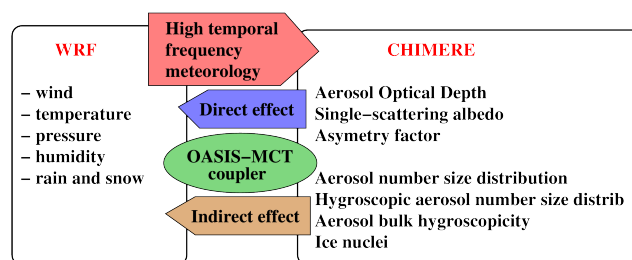 High temporal
frequency
meteorology
WRF
– wind
– temperature
– pressure
– humidity
– rain and snow
Direct effect
OASIS–MCT
coupler
Indirect effect
CHIMERE
Aerosol Optical Depth
Single–scattering albedo
Asymetry factor
Aerosol number size distribution
Hygroscopic aerosol number size distrib
Aerosol bulk hygroscopicity
Ice nuclei